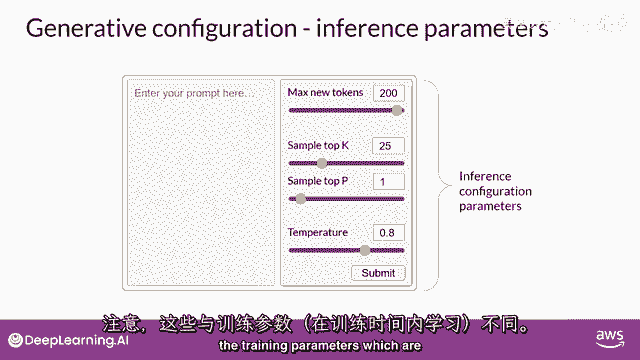 Generative configuration - inference parameters
Enter your prompt here...
Max new tokens 200
Sample top K 25
Sample top P 1
Temperature 0.8
Submit
Inference
configuration
parameters
注意，这些与训练参数（在训练时间内学习）不同。
the training parameters which are
DeepLearning.AI
aws